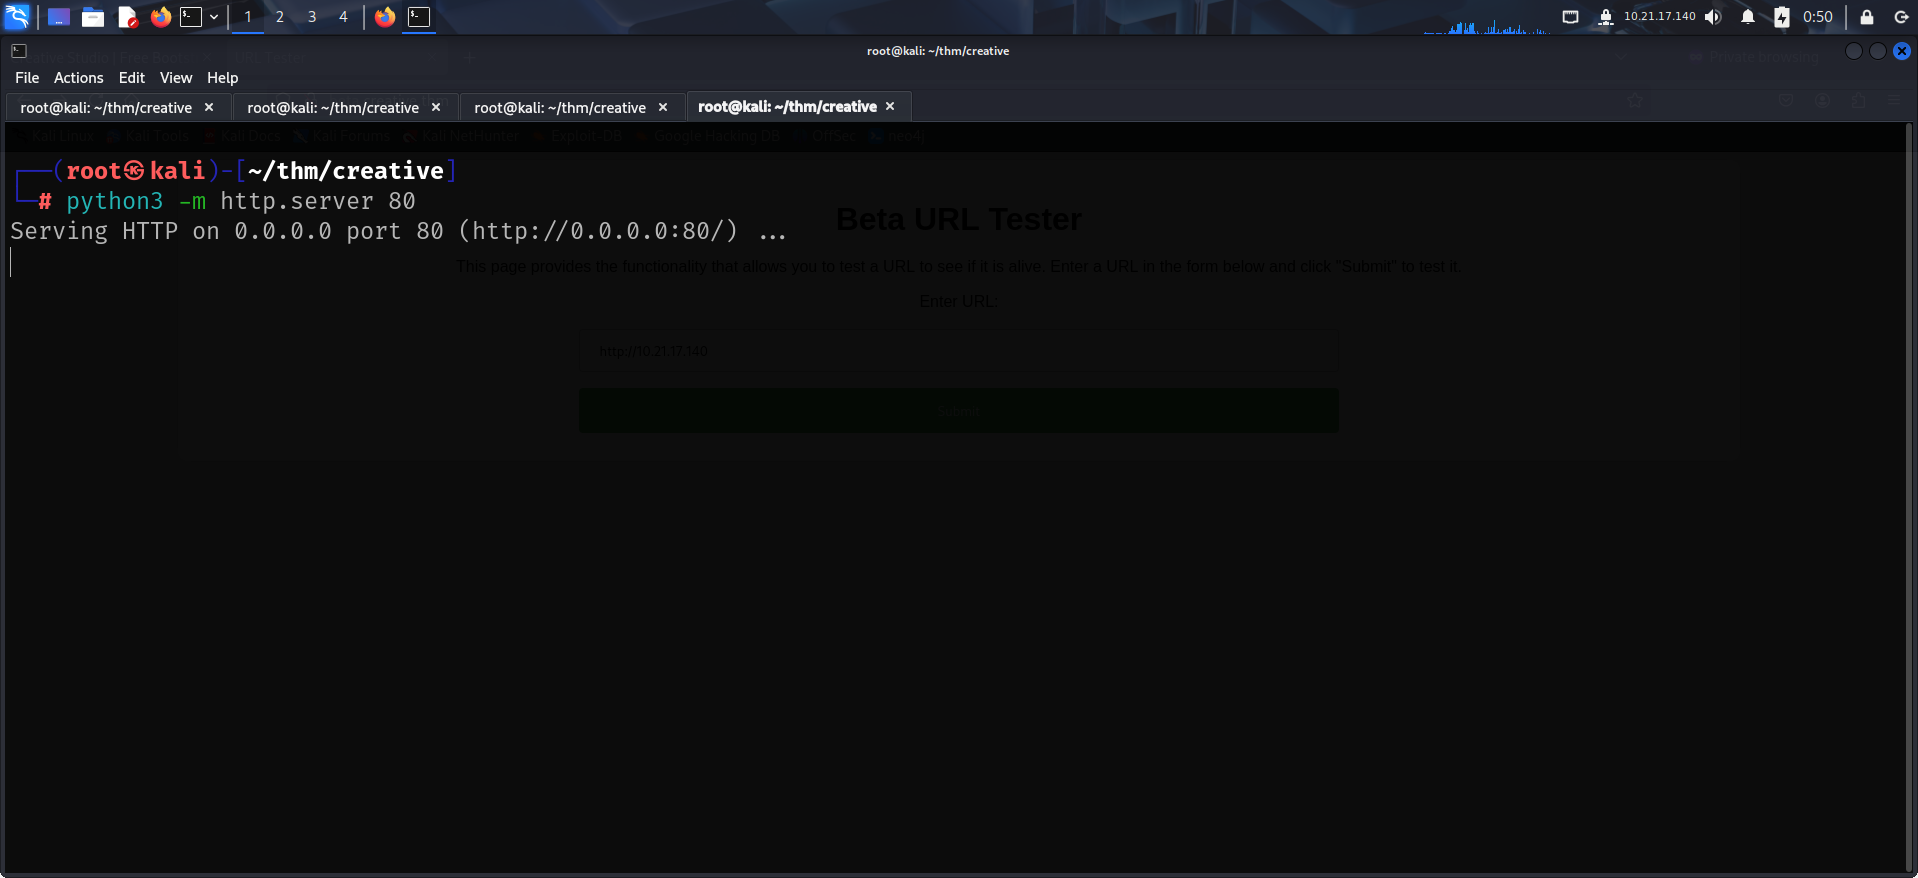 1 2 3 4 10.21.17.140 0:50
root@kali: ~/thm/creative
File Actions Edit View Help
root@kali: ~/thm/creative × root@kali: ~/thm/creative × root@kali: ~/thm/creative × root@kali: ~/thm/creative ×
Kali Linux Kali Tools Kali Docs Kali Forums Kali NetHunter Exploit-DB Google Hacking DB OffSec neo4j
┌──(root㉿kali)-[~/thm/creative]
└─# python3 -m http.server 80
Serving HTTP on 0.0.0.0 port 80 (http://0.0.0.0:80/) ...
Beta URL Tester
This page provides the functionality that allows you to test a URL to see if it is alive. Enter a URL in the form below and click "Submit" to test it.
Enter URL:
http://10.21.17.140
Submit